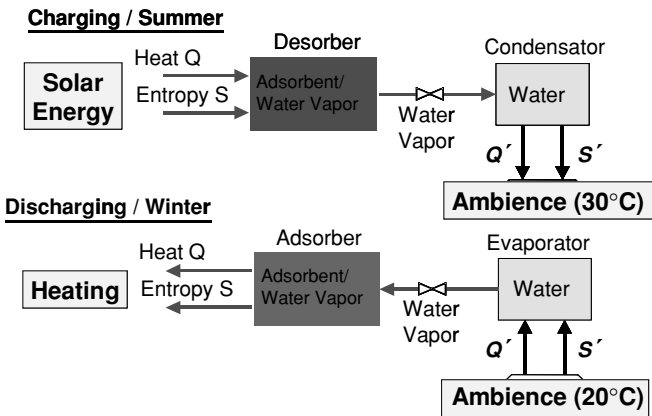 Charging / Summer
Desorber
Condensator
Heat Q
Solar
Energy
Entropy S
Adsorbent/
Water Vapor
Water
Vapor
Water
Q´
S´
Ambience (30°C)
Discharging / Winter
Adsorber
Evaporator
Heat Q
Heating
Entropy S
Adsorbent/
Water Vapor
Water
Vapor
Water
Q´
S´
Ambience (20°C)